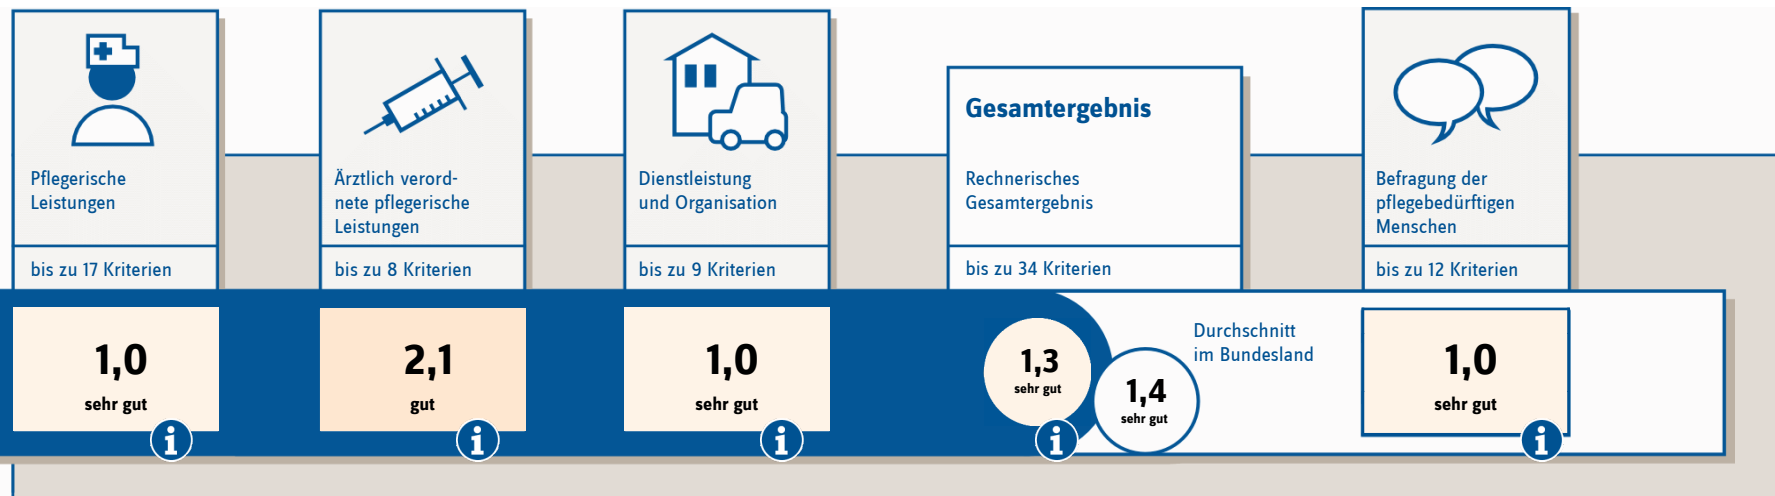 Pflegerische
Leistungen
bis zu 17 Kriterien
1,0
sehr gut
i
Ärztlich verord-
nete pflegerische
Leistungen
bis zu 8 Kriterien
2,1
gut
i
Dienstleistung
und Organisation
bis zu 9 Kriterien
1,0
sehr gut
i
Gesamtergebnis
Rechnerisches
Gesamtergebnis
bis zu 34 Kriterien
1,3
sehr gut
i
1,4
sehr gut
Durchschnitt
im Bundesland
Befragung der
pflegebedürftigen
Menschen
bis zu 12 Kriterien
1,0
sehr gut
i